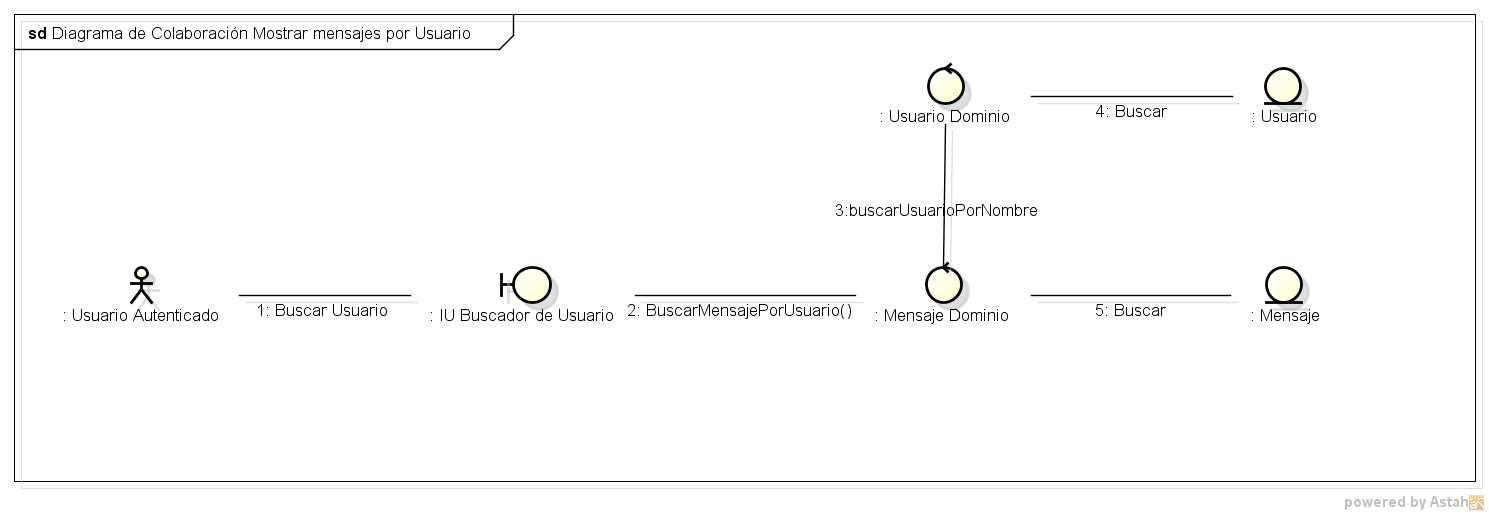 sd Diagrama de Colaboración Mostrar mensajes por Usuario
: Usuario Dominio
4: Buscar
: Usuario
3:buscarUsuarioPorNombre
: Usuario Autenticado
1: Buscar Usuario
: IU Buscador de Usuario
2: BuscarMensajePorUsuario()
: Mensaje Dominio
5: Buscar
: Mensaje
powered by Astah